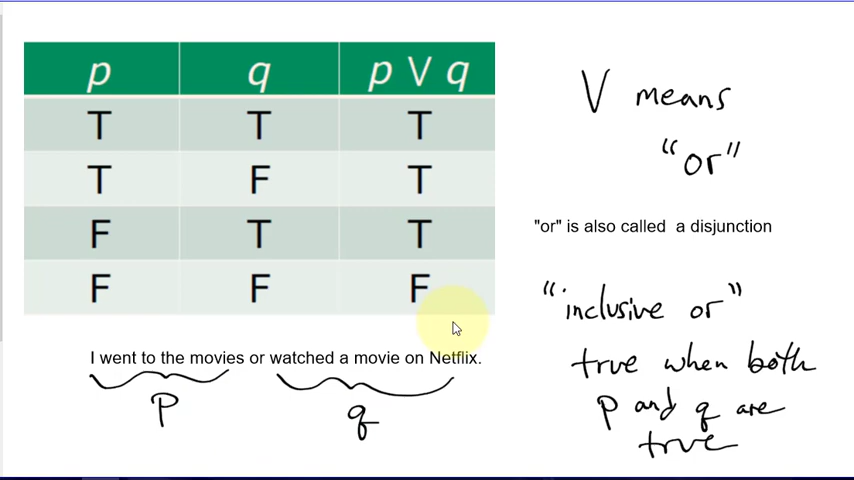 p q p V q
T T T
T F T
F T T
F F F
I went to the movies or watched a movie on Netflix.
p q
V means
"or"
"or" is also called a disjunction
"inclusive or"
true when both
p and q are
true